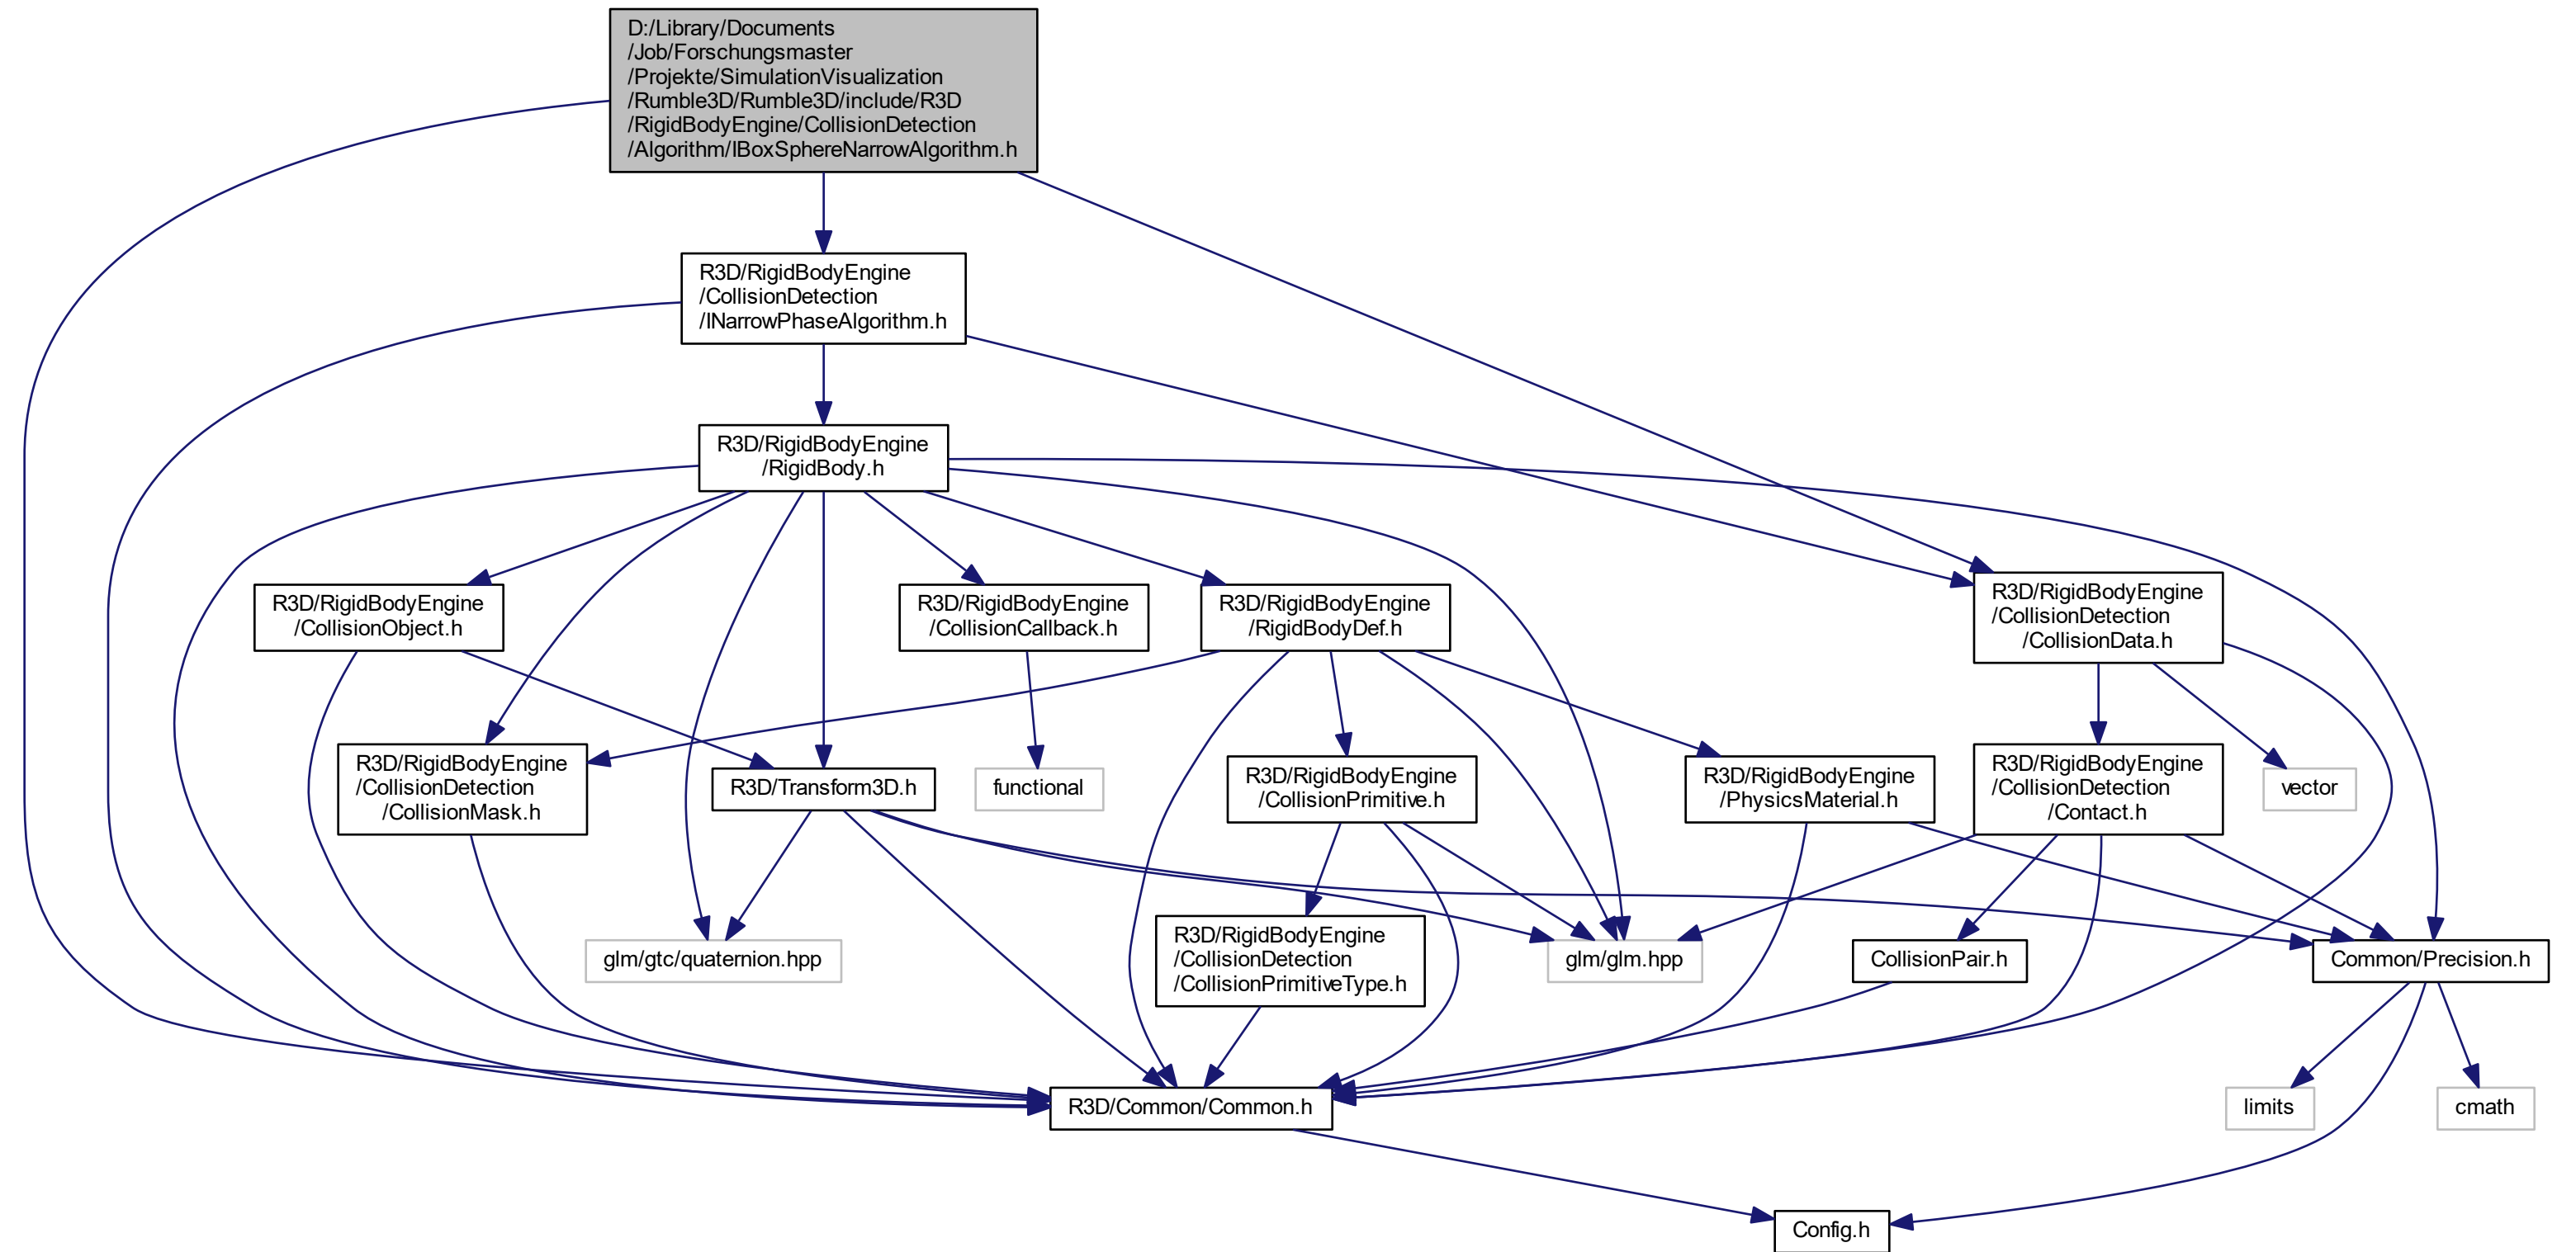 D:/Library/Documents
/Job/Forschungsmaster
/Projekte/SimulationVisualization
/Rumble3D/Rumble3D/include/R3D
/RigidBodyEngine/CollisionDetection
/Algorithm/IBoxSphereNarrowAlgorithm.h
R3D/RigidBodyEngine
/CollisionDetection
/INarrowPhaseAlgorithm.h
R3D/RigidBodyEngine
/RigidBody.h
R3D/RigidBodyEngine
/CollisionObject.h
R3D/RigidBodyEngine
/CollisionCallback.h
R3D/RigidBodyEngine
/RigidBodyDef.h
R3D/RigidBodyEngine
/CollisionDetection
/CollisionData.h
R3D/RigidBodyEngine
/CollisionDetection
/CollisionMask.h
R3D/Transform3D.h
functional
R3D/RigidBodyEngine
/CollisionPrimitive.h
R3D/RigidBodyEngine
/PhysicsMaterial.h
R3D/RigidBodyEngine
/CollisionDetection
/Contact.h
vector
glm/gtc/quaternion.hpp
R3D/RigidBodyEngine
/CollisionDetection
/CollisionPrimitiveType.h
glm/glm.hpp
CollisionPair.h
Common/Precision.h
R3D/Common/Common.h
limits
cmath
Config.h